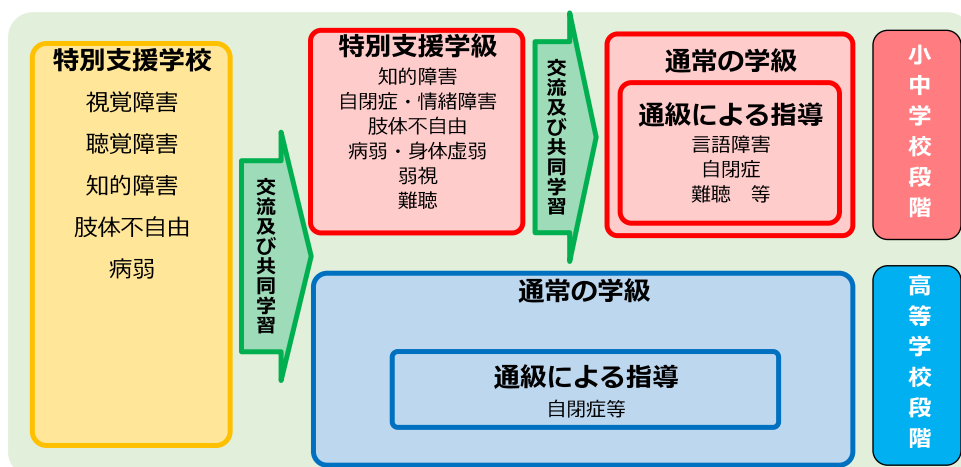 特別支援学校
視覚障害
聴覚障害
知的障害
肢体不自由
病弱
交流及び共同学習
特別支援学級
知的障害
自閉症・情緒障害
肢体不自由
病弱・身体虚弱
弱視
難聴
交流及び共同学習
通常の学級
通級による指導
言語障害
自閉症
難聴　等
小中学校段階
通常の学級
通級による指導
自閉症等
高等学校段階